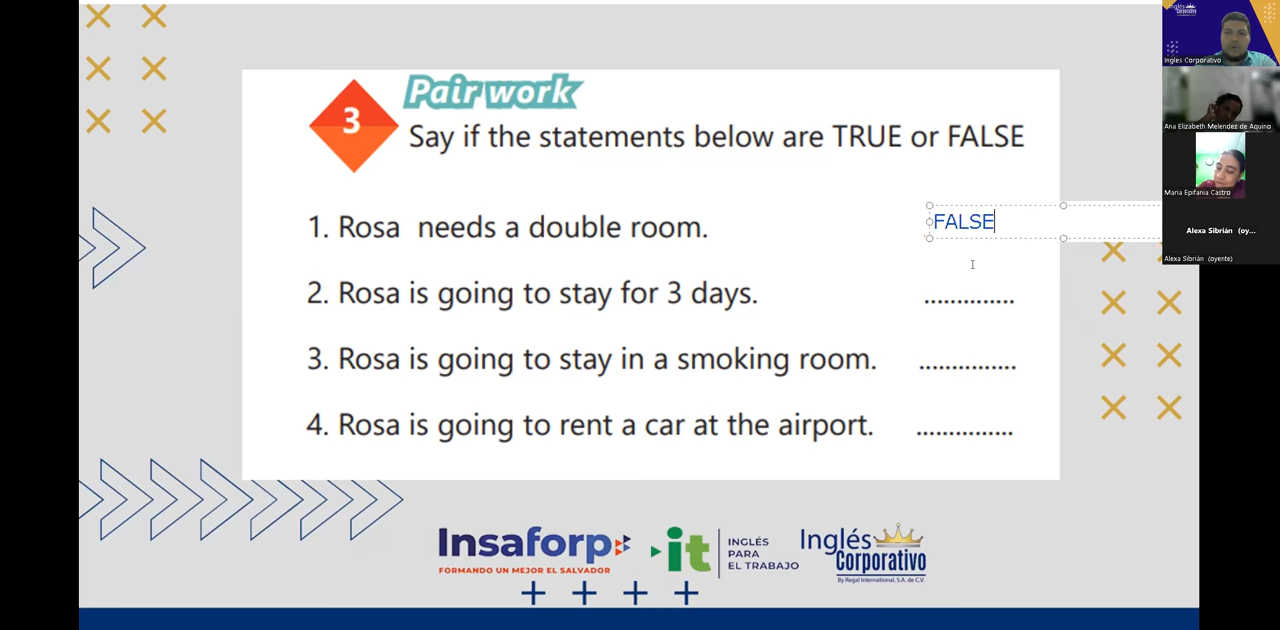 3
Pair work
Say if the statements below are TRUE or FALSE
1. Rosa  needs a double room.
FALSE
2. Rosa is going to stay for 3 days.
..............
3. Rosa is going to stay in a smoking room.
...............
4. Rosa is going to rent a car at the airport.
...............
Insaforp
FORMANDO UN MEJOR EL SALVADOR
it
INGLÉS
PARA
EL TRABAJO
Inglés
Corporativo
By Regal International, S.A. de C.V.
Ingles Corporativo
Ana Elizabeth Melendez de Aquino
Maria Epifania Castro
Alexa Sibrián (oy...
Alexa Sibrián (oyente)